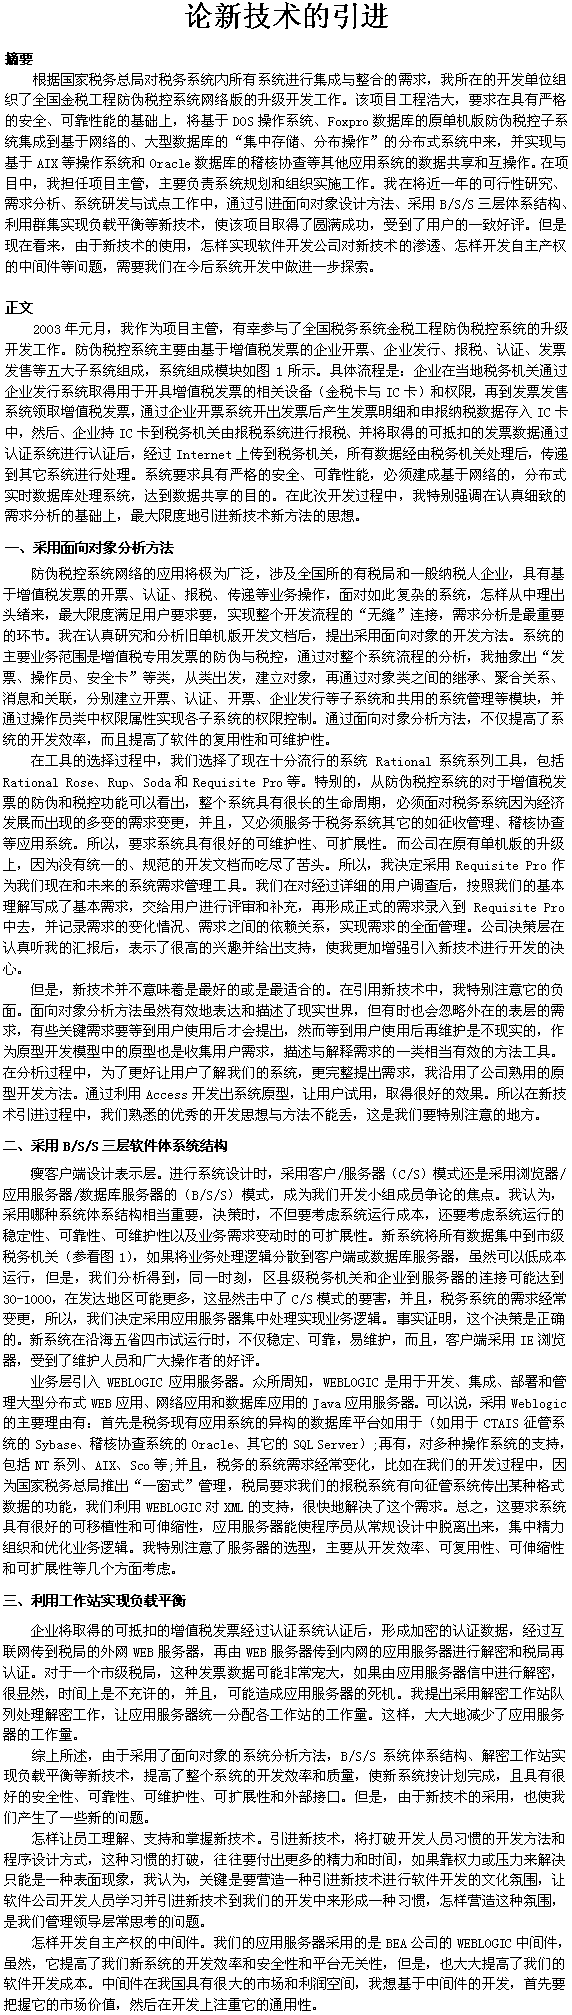 论新技术的引进
摘要
根据国家税务总局对税务系统内所有系统进行集成与整合的需求，我所在的开发单位组
织了全国金税工程防伪税控系统网络版的升级开发工作。该项目工程浩大，要求在具有严格
的安全、可靠性能的基础上，将基于 DOS 操作系统、Foxpro 数据库的原单机版防伪税控子系
统集成到基于网络的、大型数据库的“集中存储、分布操作”的分布式系统中来，并实现与
基于 AIX 等操作系统和 Oracle 数据库的稽核协查等其他应用系统的数据共享和互操作。在项
目中，我担任项目主管，主要负责系统规划和组织实施工作。我在将近一年的可行性研究、
需求分析、系统研发与试点工作中，通过引进面向对象设计方法、采用 B/S/S 三层体系结构、
利用群集实现负载平衡等新技术，使该项目取得了圆满成功，受到了用户的一致好评。但是
现在看来，由于新技术的使用，怎样实现软件开发公司对新技术的渗透、怎样开发自主产权
的中间件等问题，需要我们在今后系统开发中做进一步探索。
正文
2003 年元月，我作为项目主管，有幸参与了全国税务系统金税工程防伪税控系统的升级
开发工作。防伪税控系统主要由基于增值税发票的企业开票、企业发行、报税、认证、发票
发售等五大子系统组成，系统组成模块如图 1 所示。具体流程是：企业在当地税务机关通过
企业发行系统取得用于开具增值税发票的相关设备（金税卡与 IC 卡）和权限，再到发票发售
系统领取增值税发票，通过企业开票系统开出发票后产生发票明细和申报纳税数据存入 IC 卡
中，然后、企业持 IC 卡到税务机关由报税系统进行报税、并将取得的可抵扣的发票数据通过
认证系统进行认证后，经过 Internet 上传到税务机关，所有数据经由税务机关处理后，传递
到其它系统进行处理。系统要求具有严格的安全、可靠性能，必须建成基于网络的，分布式
实时数据库处理系统，达到数据共享的目的。在此次开发过程中，我特别强调在认真细致的
需求分析的基础上，最大限度地引进新技术新方法的思想。
一、采用面向对象分析方法
防伪税控系统网络的应用将极为广泛，涉及全国所的有税局和一般纳税人企业，具有基
于增值税发票的开票、认证、报税、传递等业务操作，面对如此复杂的系统，怎样从中理出
头绪来，最大限度满足用户要求要，实现整个开发流程的“无缝”连接，需求分析是最重要
的环节。我在认真研究和分析旧单机版开发文档后，提出采用面向对象的开发方法。系统的
主要业务范围是增值税专用发票的防伪与税控，通过对整个系统流程的分析，我抽象出“发
票、操作员、安全卡”等类，从类出发，建立对象，再通过对象类之间的继承、聚合关系、
消息和关联，分别建立开票、认证、开票、企业发行等子系统和共用的系统管理等模块，并
通过操作员类中权限属性实现各子系统的权限控制。通过面向对象分析方法，不仅提高了系
统的开发效率，而且提高了软件的复用性和可维护性。
在工具的选择过程中，我们选择了现在十分流行的系统 Rational 系统系列工具，包括
Rational Rose、Rup、Soda 和 Requisite Pro 等。特别的，从防伪税控系统的对于增值税发
票的防伪和税控功能可以看出，整个系统具有很长的生命周期，必须面对税务系统因为经济
发展而出现的多变的需求变更，并且，又必须服务于税务系统其它的如征收管理、稽核协查
等应用系统。所以，要求系统具有很好的可维护性、可扩展性。而公司在原有单机版的升级
上，因为没有统一的、规范的开发文档而吃尽了苦头。所以，我决定采用 Requisite Pro 作
为我们现在和未来的系统需求管理工具。我们在对经过详细的用户调查后，按照我们的基本
理解写成了基本需求，交给用户进行评审和补充，再形成正式的需求录入到 Requisite Pro
中去，并记录需求的变化情况、需求之间的依赖关系，实现需求的全面管理。公司决策层在
认真听我的汇报后，表示了很高的兴趣并给出支持，使我更加增强引入新技术进行开发的决
心。
但是，新技术并不意味着是最好的或是最适合的。在引用新技术中，我特别注意它的负
面。面向对象分析方法虽然有效地表达和描述了现实世界，但有时也会忽略外在的表层的需
求，有些关键需求要等到用户使用后才会提出，然而等到用户使用后再维护是不现实的，作
为原型开发模型中的原型也是收集用户需求，描述与解释需求的一类相当有效的方法工具。
在分析过程中，为了更好让用户了解我们的系统，更完整提出需求，我沿用了公司熟用的原
型开发方法。通过利用 Access 开发出系统原型，让用户试用，取得很好的效果。所以在新技
术引进过程中，我们熟悉的优秀的开发思想与方法不能丢，这是我们要特别注意的地方。
二、采用 B/S/S 三层软件体系统结构
瘦客户端设计表示层。进行系统设计时，采用客户/服务器（C/S）模式还是采用浏览器/
应用服务器/数据库服务器的（B/S/S）模式，成为我们开发小组成员争论的焦点。我认为，
采用哪种系统体系结构相当重要，决策时，不但要考虑系统运行成本，还要考虑系统运行的
稳定性、可靠性、可维护性以及业务需求变动时的可扩展性。新系统将所有数据集中到市级
税务机关（参看图 1），如果将业务处理逻辑分散到客户端或数据库服务器，虽然可以低成本
运行，但是，我们分析得到，同一时刻，区县级税务机关和企业到服务器的连接可能达到
30-1000，在发达地区可能更多，这显然击中了 C/S 模式的要害，并且，税务系统的需求经常
变更，所以，我们决定采用应用服务器集中处理实现业务逻辑。事实证明，这个决策是正确
的。新系统在沿海五省四市试运行时，不仅稳定、可靠，易维护，而且，客户端采用 IE 浏览
器，受到了维护人员和广大操作者的好评。
业务层引入 WEBLOGIC 应用服务器。众所周知，WEBLOGIC 是用于开发、集成、部署和管
理大型分布式 WEB 应用、网络应用和数据库应用的 Java 应用服务器。可以说，采用 Weblogic
的主要理由有：首先是税务现有应用系统的异构的数据库平台如用于（如用于 CTAIS 征管系
统的 Sybase、稽核协查系统的 Oracle、其它的 SQL Server）;再有，对多种操作系统的支持，
包括 NT 系列、AIX、Sco 等;并且，税务的系统需求经常变化，比如在我们的开发过程中，因
为国家税务总局推出“一窗式”管理，税局要求我们的报税系统有向征管系统传出某种格式
数据的功能，我们利用 WEBLOGIC 对 XML 的支持，很快地解决了这个需求。总之，这要求系统
具有很好的可移植性和可伸缩性，应用服务器能使程序员从常规设计中脱离出来，集中精力
组织和优化业务逻辑。我特别注意了服务器的选型，主要从开发效率、可复用性、可伸缩性
和可扩展性等几个方面考虑。
三、利用工作站实现负载平衡
企业将取得的可抵扣的增值税发票经过认证系统认证后，形成加密的认证数据，经过互
联网传到税局的外网 WEB 服务器，再由 WEB 服务器传到内网的应用服务器进行解密和税局再
认证。对于一个市级税局，这种发票数据可能非常宠大，如果由应用服务器信中进行解密，
很显然，时间上是不充许的，并且，可能造成应用服务器的死机。我提出采用解密工作站队
列处理解密工作，让应用服务器统一分配各工作站的工作量。这样，大大地减少了应用服务
器的工作量。
综上所述，由于采用了面向对象的系统分析方法，B/S/S 系统体系结构、解密工作站实
现负载平衡等新技术，提高了整个系统的开发效率和质量，使新系统按计划完成，且具有很
好的安全性、可靠性、可维护性、可扩展性和外部接口。但是，由于新技术的采用，也使我
们产生了一些新的问题。
怎样让员工理解、支持和掌握新技术。引进新技术，将打破开发人员习惯的开发方法和
程序设计方式，这种习惯的打破，往往要付出更多的精力和时间，如果靠权力或压力来解决
只能是一种表面现象，我认为，关键是要营造一种引进新技术进行软件开发的文化氛围，让
软件公司开发人员学习并引进新技术到我们的开发中来形成一种习惯，怎样营造这种氛围，
是我们管理领导层常思考的问题。
怎样开发自主产权的中间件。我们的应用服务器采用的是 BEA 公司的 WEBLOGIC 中间件，
虽然，它提高了我们新系统的开发效率和安全性和平台无关性，但是，也大大提高了我们的
软件开发成本。中间件在我国具有很大的市场和利润空间，我想基于中间件的开发，首先要
把握它的市场价值，然后在开发上注重它的通用性。